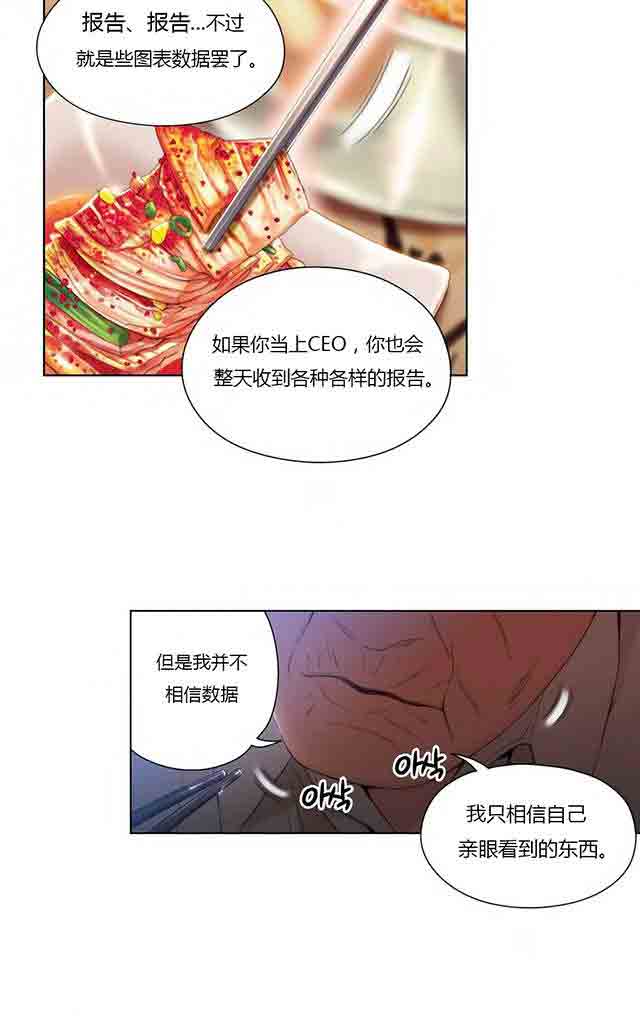 报告、报告...不过
就是些图表数据罢了。
如果你当上CEO，你也会
整天收到各种各样的报告。
但是我并不
相信数据
아삭
아삭
我只相信自己
亲眼看到的东西。